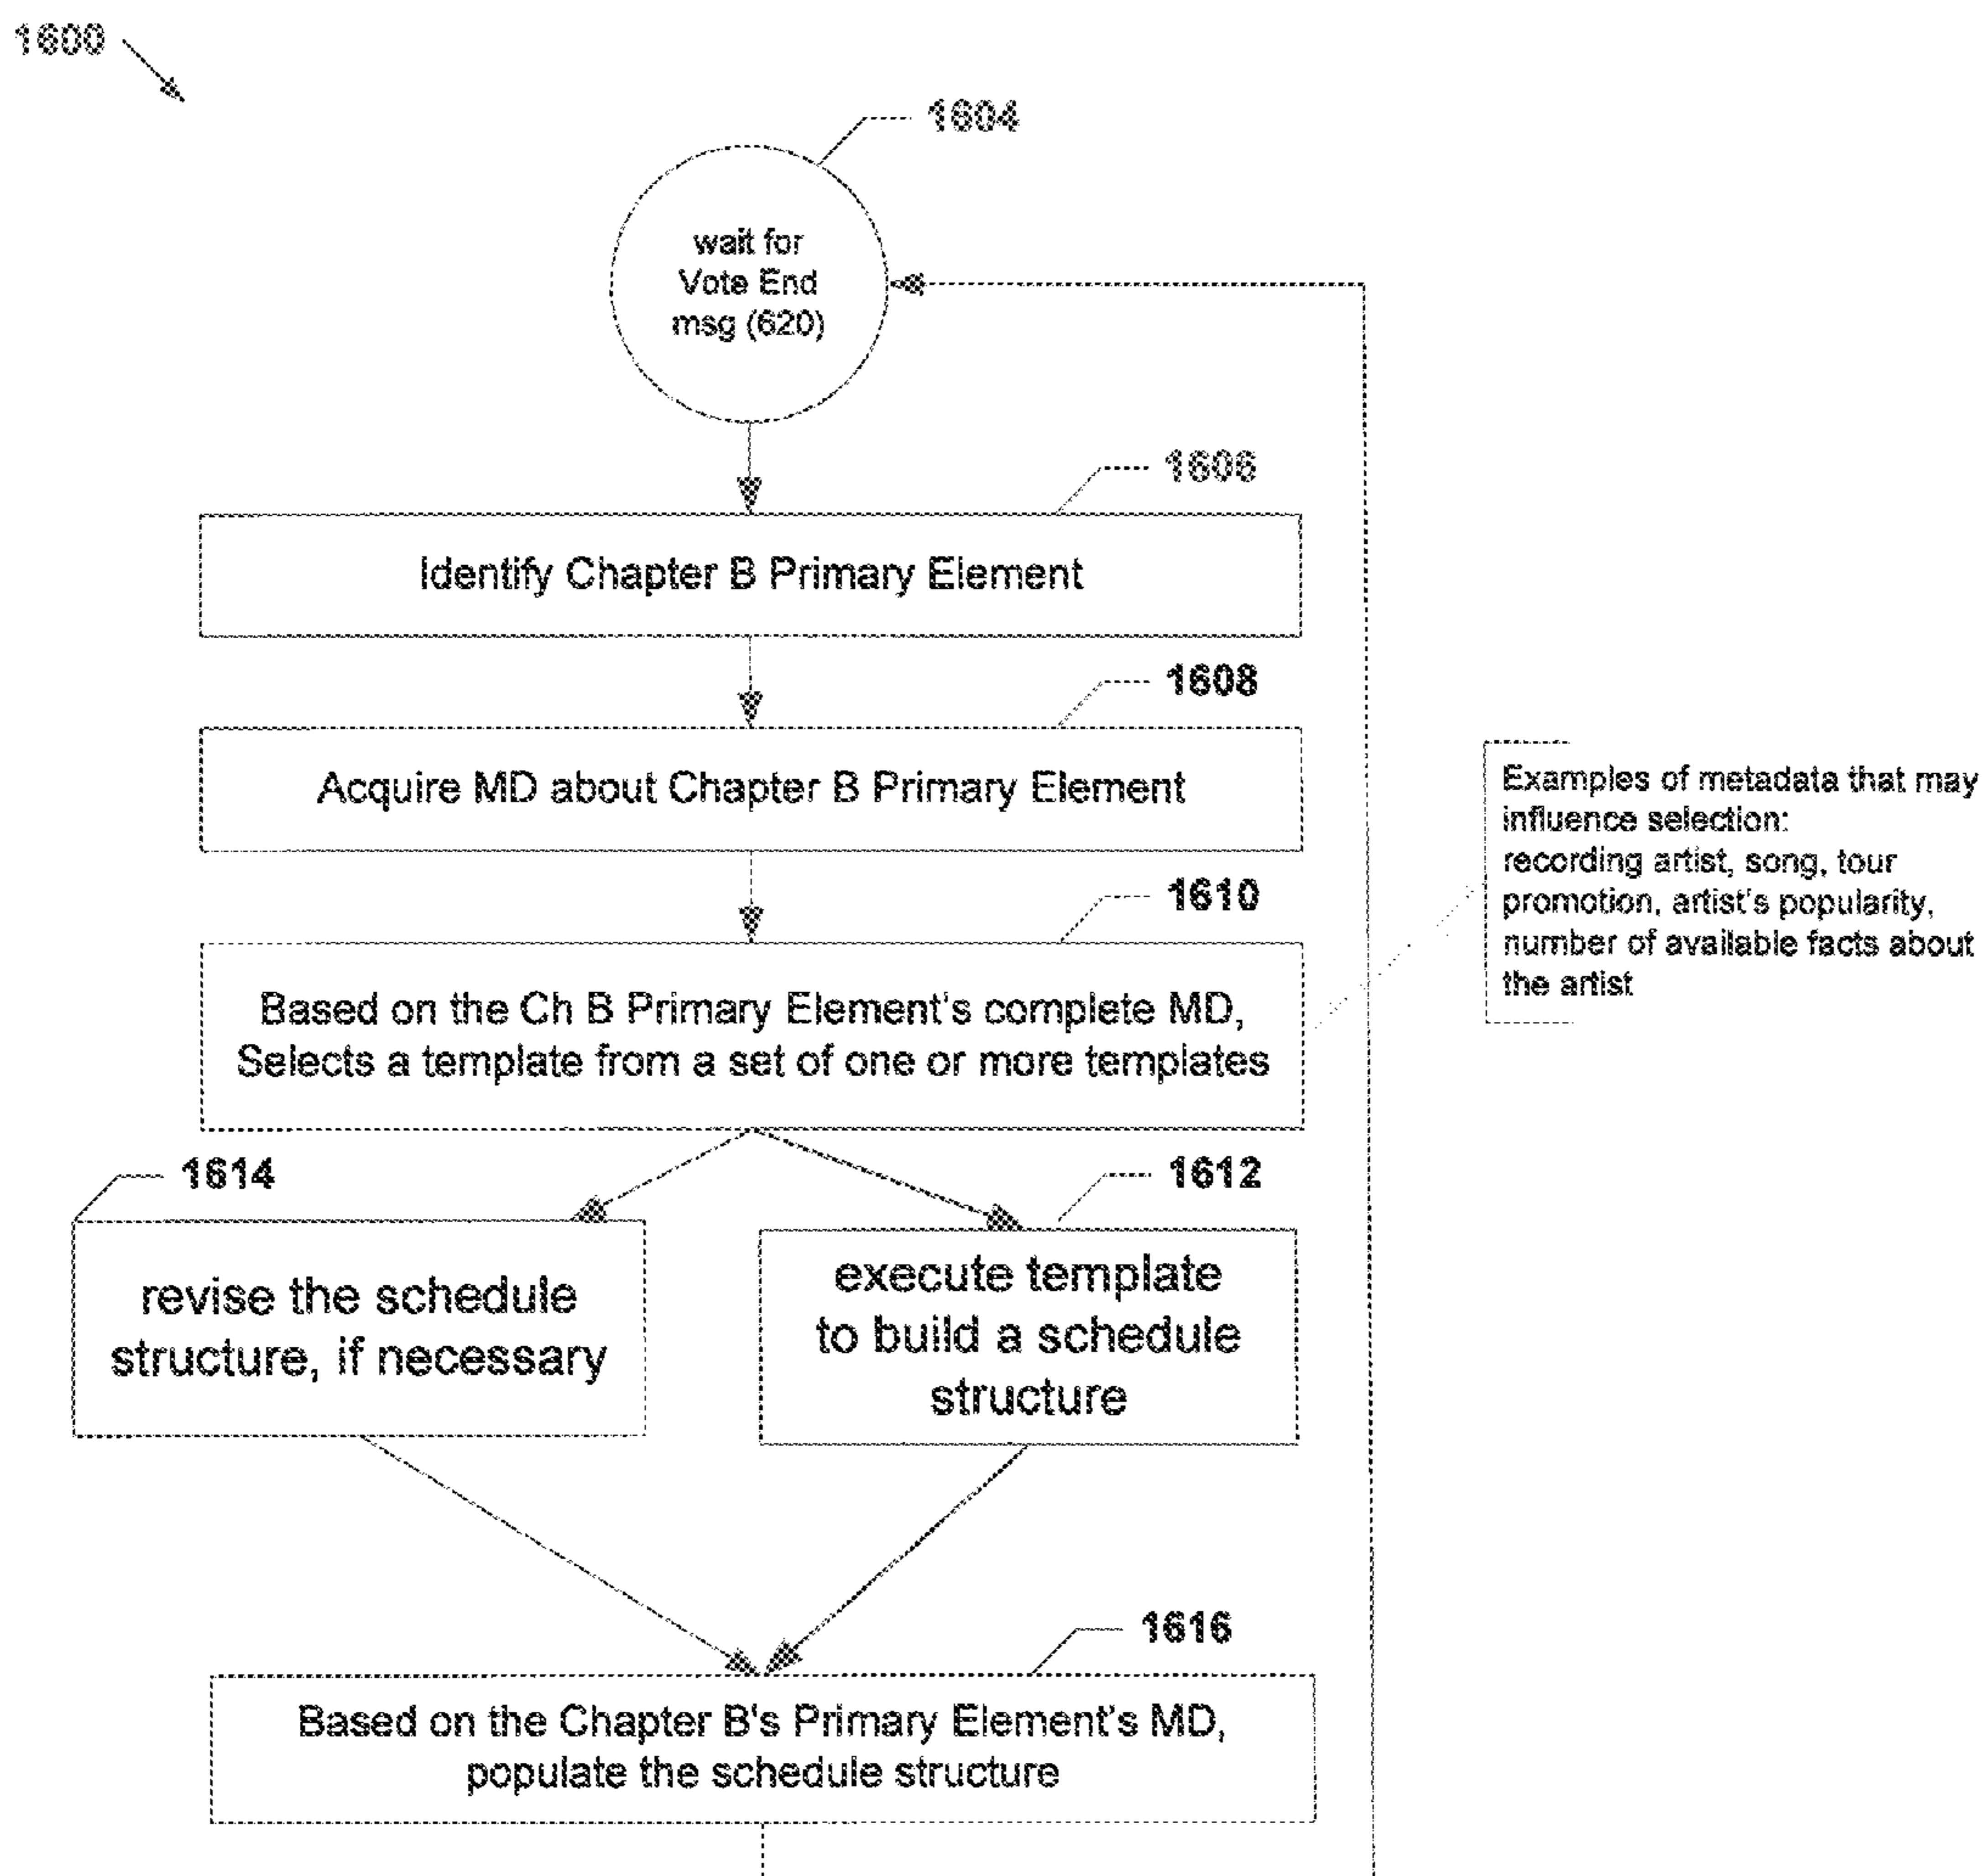 1600
1604
wait for
Vote End
msg (620)
1606
Identify Chapter B Primary Element
1608
Acquire MD about Chapter B Primary Element
Examples of metadata that may
influence selection:
recording artist, song, tour
promotion, artist's popularity,
number of available facts about
the artist
1610
Based on the Ch B Primary Element's complete MD,
Selects a template from a set of one or more templates
1614
1612
revise the schedule
structure, if necessary
execute template
to build a schedule
structure
1616
Based on the Chapter B's Primary Element's MD,
populate the schedule structure